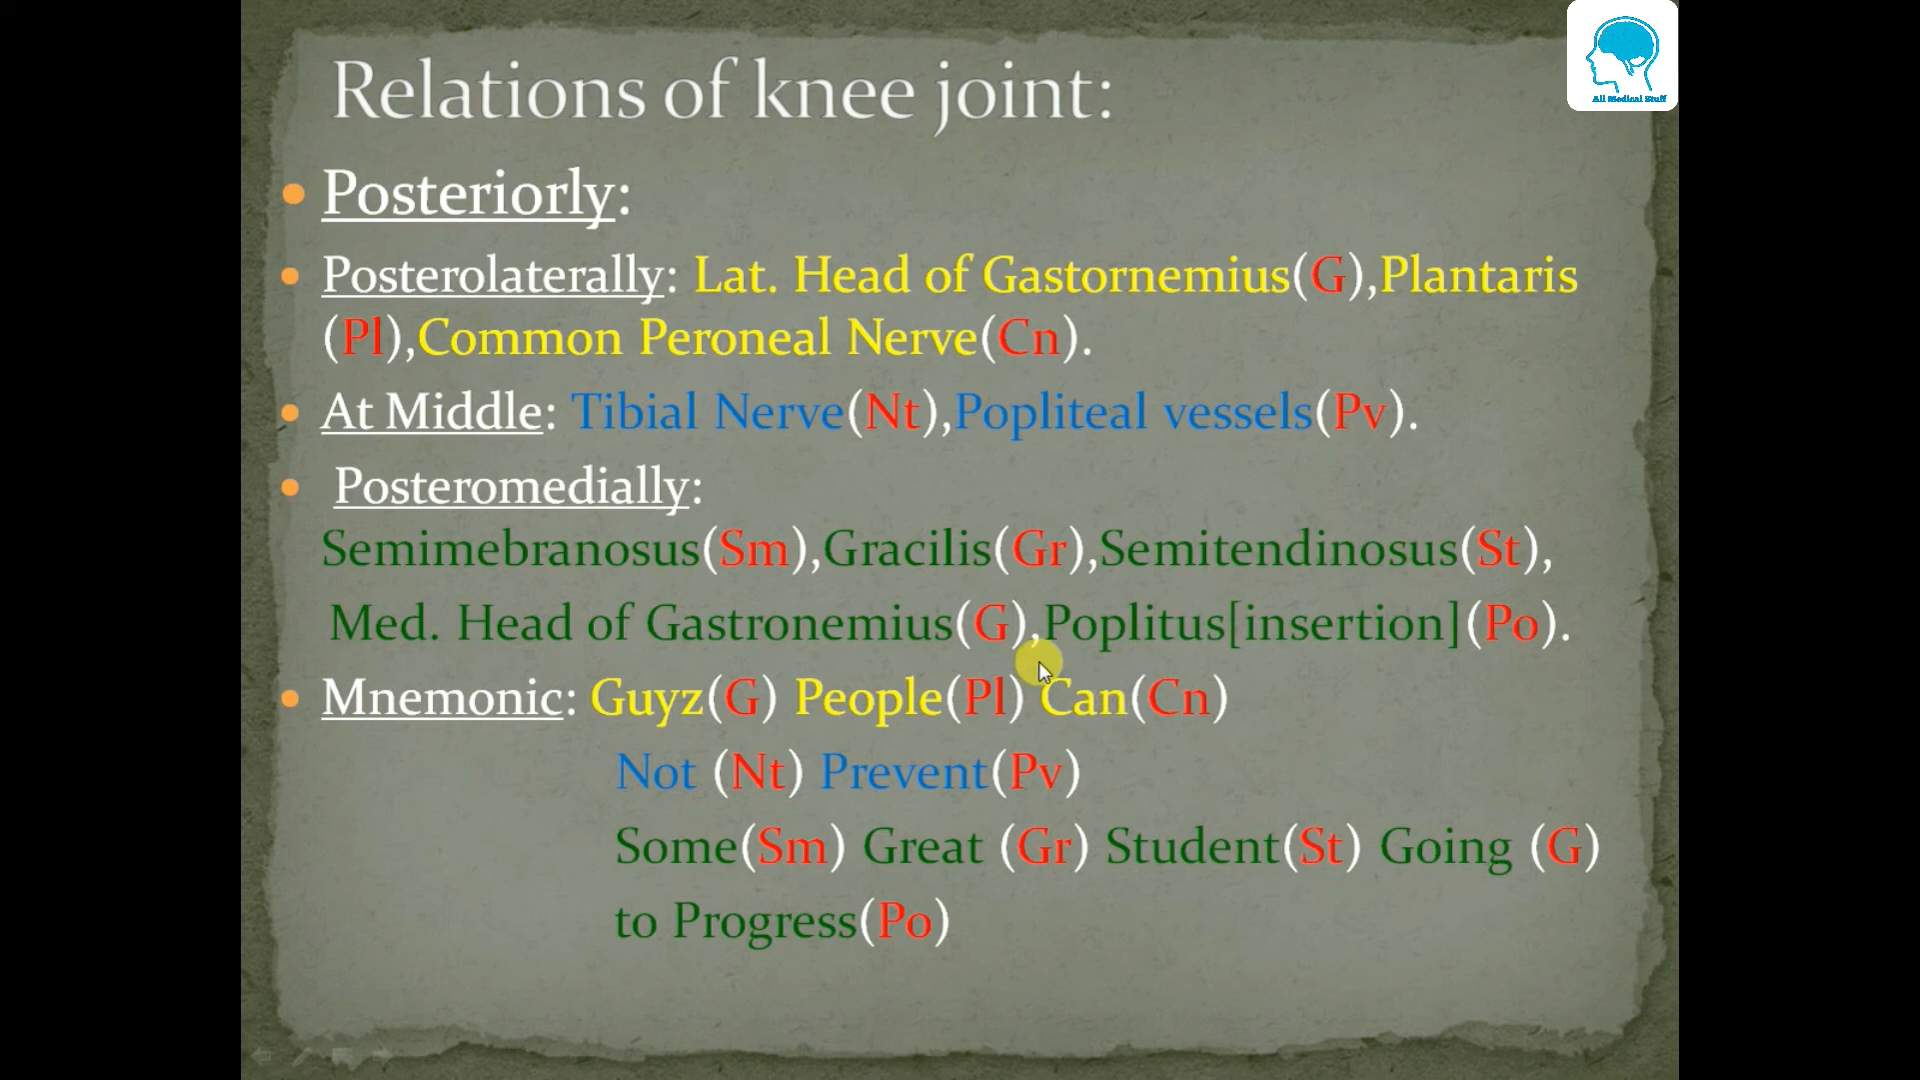 All Medical Stuff
Relations of knee joint:
Posteriorly:
Posterolaterally: Lat. Head of Gastornemius(G),Plantaris
(Pl),Common Peroneal Nerve(Cn).
At Middle: Tibial Nerve(Nt),Popliteal vessels(Pv).
Posteromedially:
Semimebranosus(Sm),Gracilis(Gr),Semitendinosus(St),
Med. Head of Gastronemius(G),Poplitus[insertion](Po).
Mnemonic: Guyz(G) People(Pl) Can(Cn)
Not (Nt) Prevent(Pv)
Some(Sm) Great (Gr) Student(St) Going (G)
to Progress(Po)